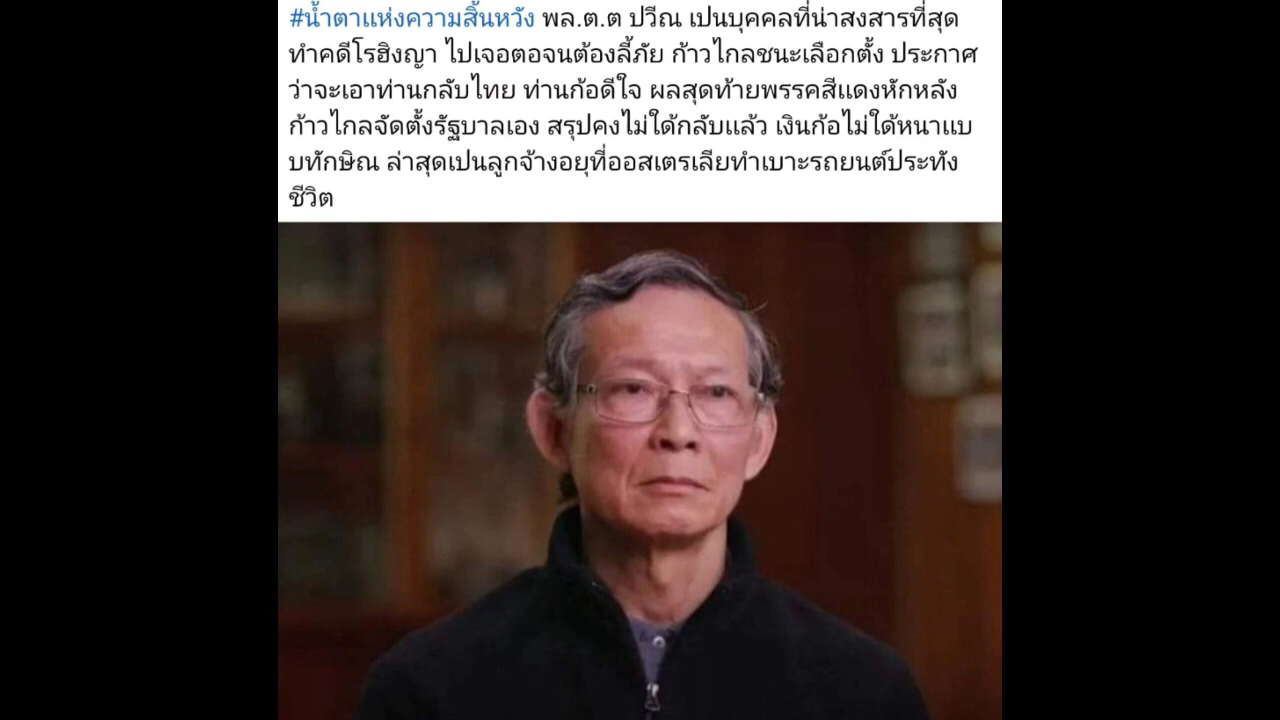 #น้ำตาแห่งความสิ้นหวัง พล.ต.ต ปวีณ เปนบุคคลที่น่าสงสารที่สุด
ทำคดีโรฮิงญา ไปเจอตอจนต้องลี้ภัย ก้าวไกลชนะเลือกตั้ง ประกาศ
ว่าจะเอาท่านกลับไทย ท่านก้อดีใจ ผลสุดท้ายพรรคสีแดงหักหลัง
ก้าวไกลจัดตั้งรัฐบาลเอง สรุปคงไม่ใด้กลับแล้ว เงินก้อไม่ใด้หนาแบ
บทักษิณ ล่าสุดเปนลูกจ้างอยุที่ออสเตรเลียทำเบาะรถยนต์ประทัง
ชีวิต